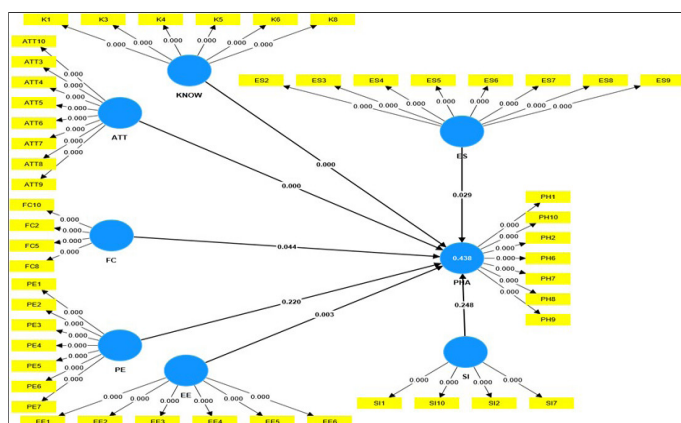 K1 K3 K4 K5 K6 K8
0.000 0.000 0.000 0.000 0.000 0.000
KNOW
ATT10
ATT3
ATT4
ATT5
ATT6
ATT7
ATT8
ATT9
0.000
0.000
0.000
0.000
0.000
0.000
0.000
0.000
ATT
ES2 ES3 ES4 ES5 ES6 ES7 ES8 ES9
0.000 0.000 0.000 0.000 0.000 0.000 0.000 0.000
ES
0.000
0.000
0.029
FC10
FC2
FC5
FC8
0.000
0.000
0.000
0.000
FC
0.044
PH1
PH10
PH2
PH6
PH7
PH8
PH9
0.000
0.000
0.000
0.000
0.000
0.000
0.000
0.438
PHA
PE1
PE2
PE3
PE4
PE5
PE6
PE7
0.000
0.000
0.000
0.000
0.000
0.000
0.000
PE
0.220
0.003
0.248
EE
0.000 0.000 0.000 0.000 0.000 0.000
EE1 EE2 EE3 EE4 EE5 EE6
SI
0.000 0.000 0.000 0.000
SI1 SI10 SI2 SI7